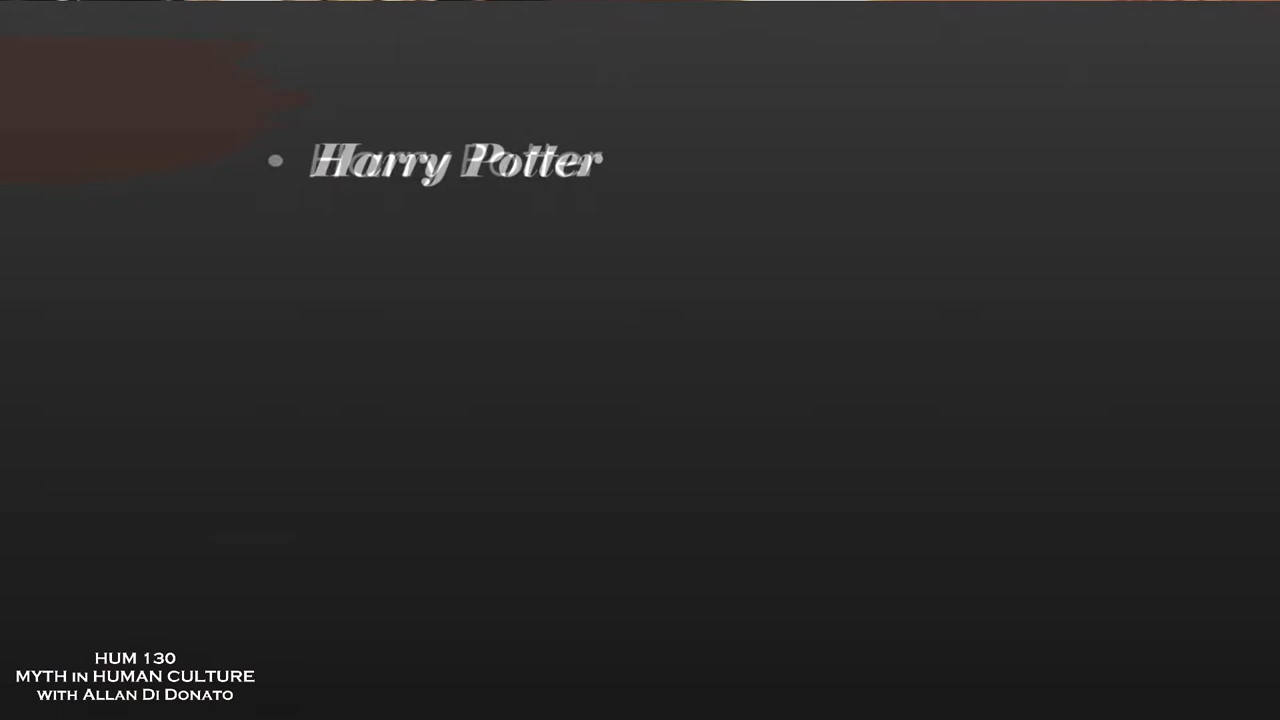 • Harry Potter
HUM 130
MYTH in HUMAN CULTURE
WITH ALLAN DI DONATO